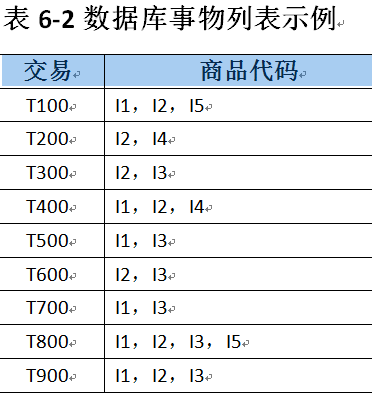 表 6-2 数据库事物列表示例
交易 商品代码
T100 I1，I2，I5
T200 I2，I4
T300 I2，I3
T400 I1，I2，I4
T500 I1，I3
T600 I2，I3
T700 I1，I3
T800 I1，I2，I3，I5
T900 I1，I2，I3